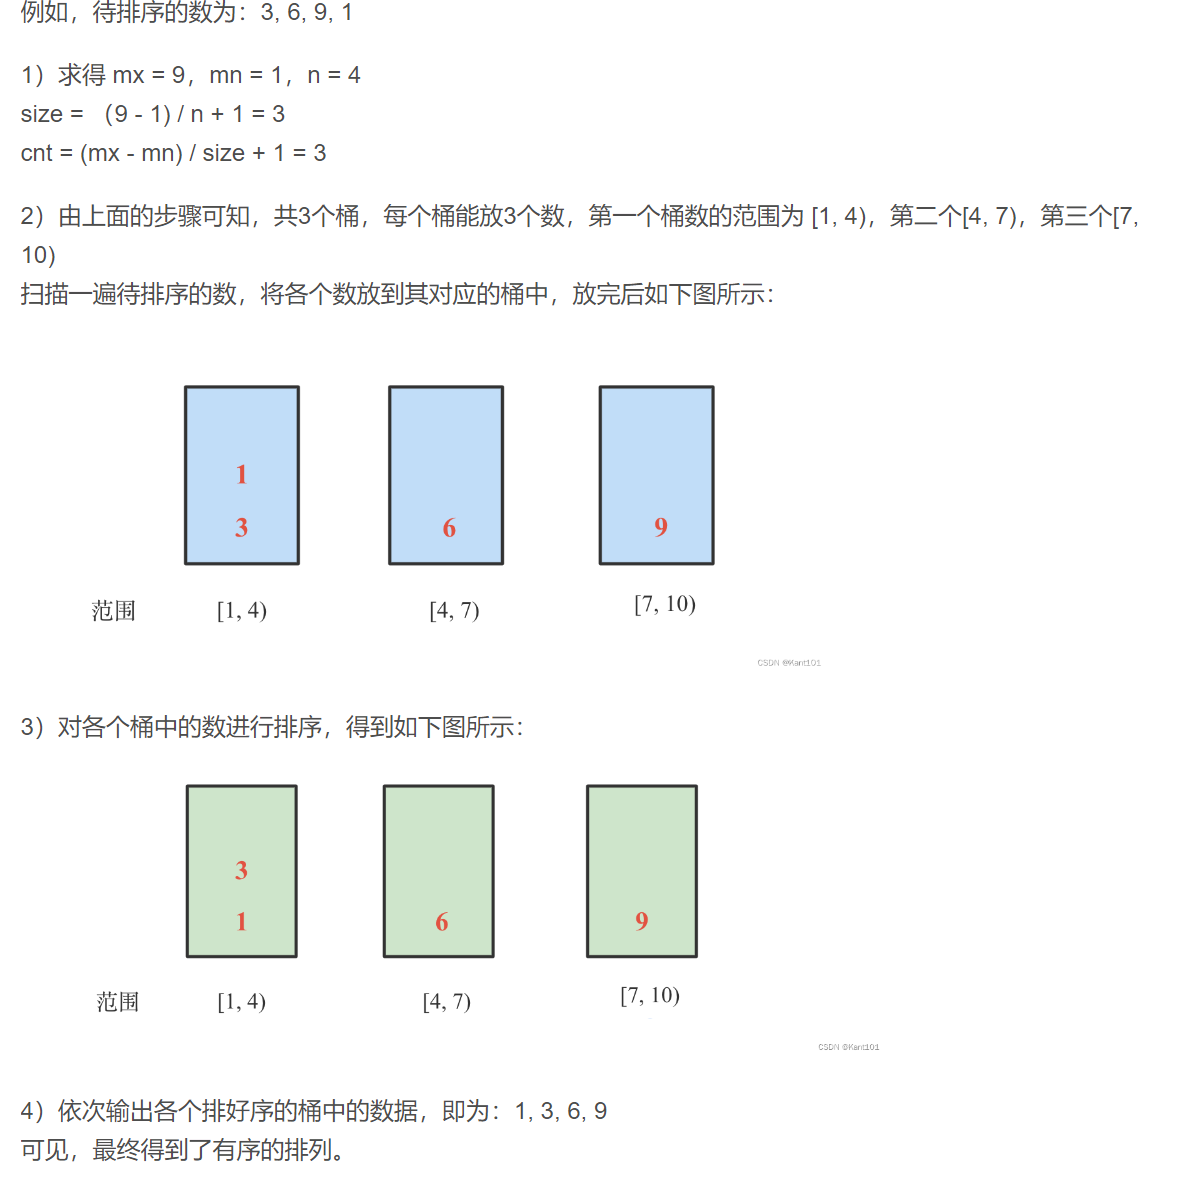 例如，待排序的数为：3, 6, 9, 1
1）求得 mx = 9，mn = 1，n = 4
size = （9 - 1) / n + 1 = 3
cnt = (mx - mn) / size + 1 = 3
2）由上面的步骤可知，共3个桶，每个桶能放3个数，第一个桶数的范围为 [1, 4)，第二个[4, 7)，第三个[7,
10)
扫描一遍待排序的数，将各个数放到其对应的桶中，放完后如下图所示：
1
3 6 9
范围 [1, 4) [4, 7) [7, 10)
CSDN @Kant101
3）对各个桶中的数进行排序，得到如下图所示：
3
1 6 9
范围 [1, 4) [4, 7) [7, 10)
CSDN @Kant101
4）依次输出各个排好序的桶中的数据，即为：1, 3, 6, 9
可见，最终得到了有序的排列。